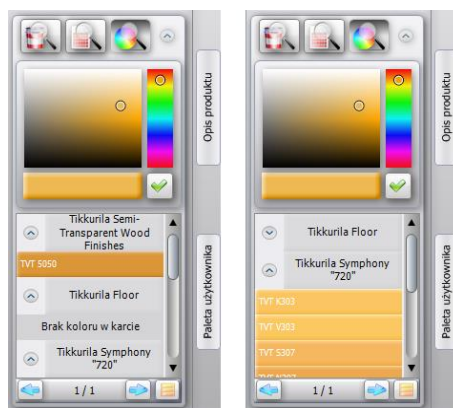 Opis produktu
Tikkurila Semi-
Transparent Wood
Finishes
TVT 5050
Tikkurila Floor
Brak koloru w karcie
Tikkurila Symphony
"720"
Paleta użytkownika
1/1
Opis produktu
Tikkurila Floor
Tikkurila Symphony
"720"
TVT K303
TVT V303
TVT S307
TVT N307
Paleta użytkownika
1/1